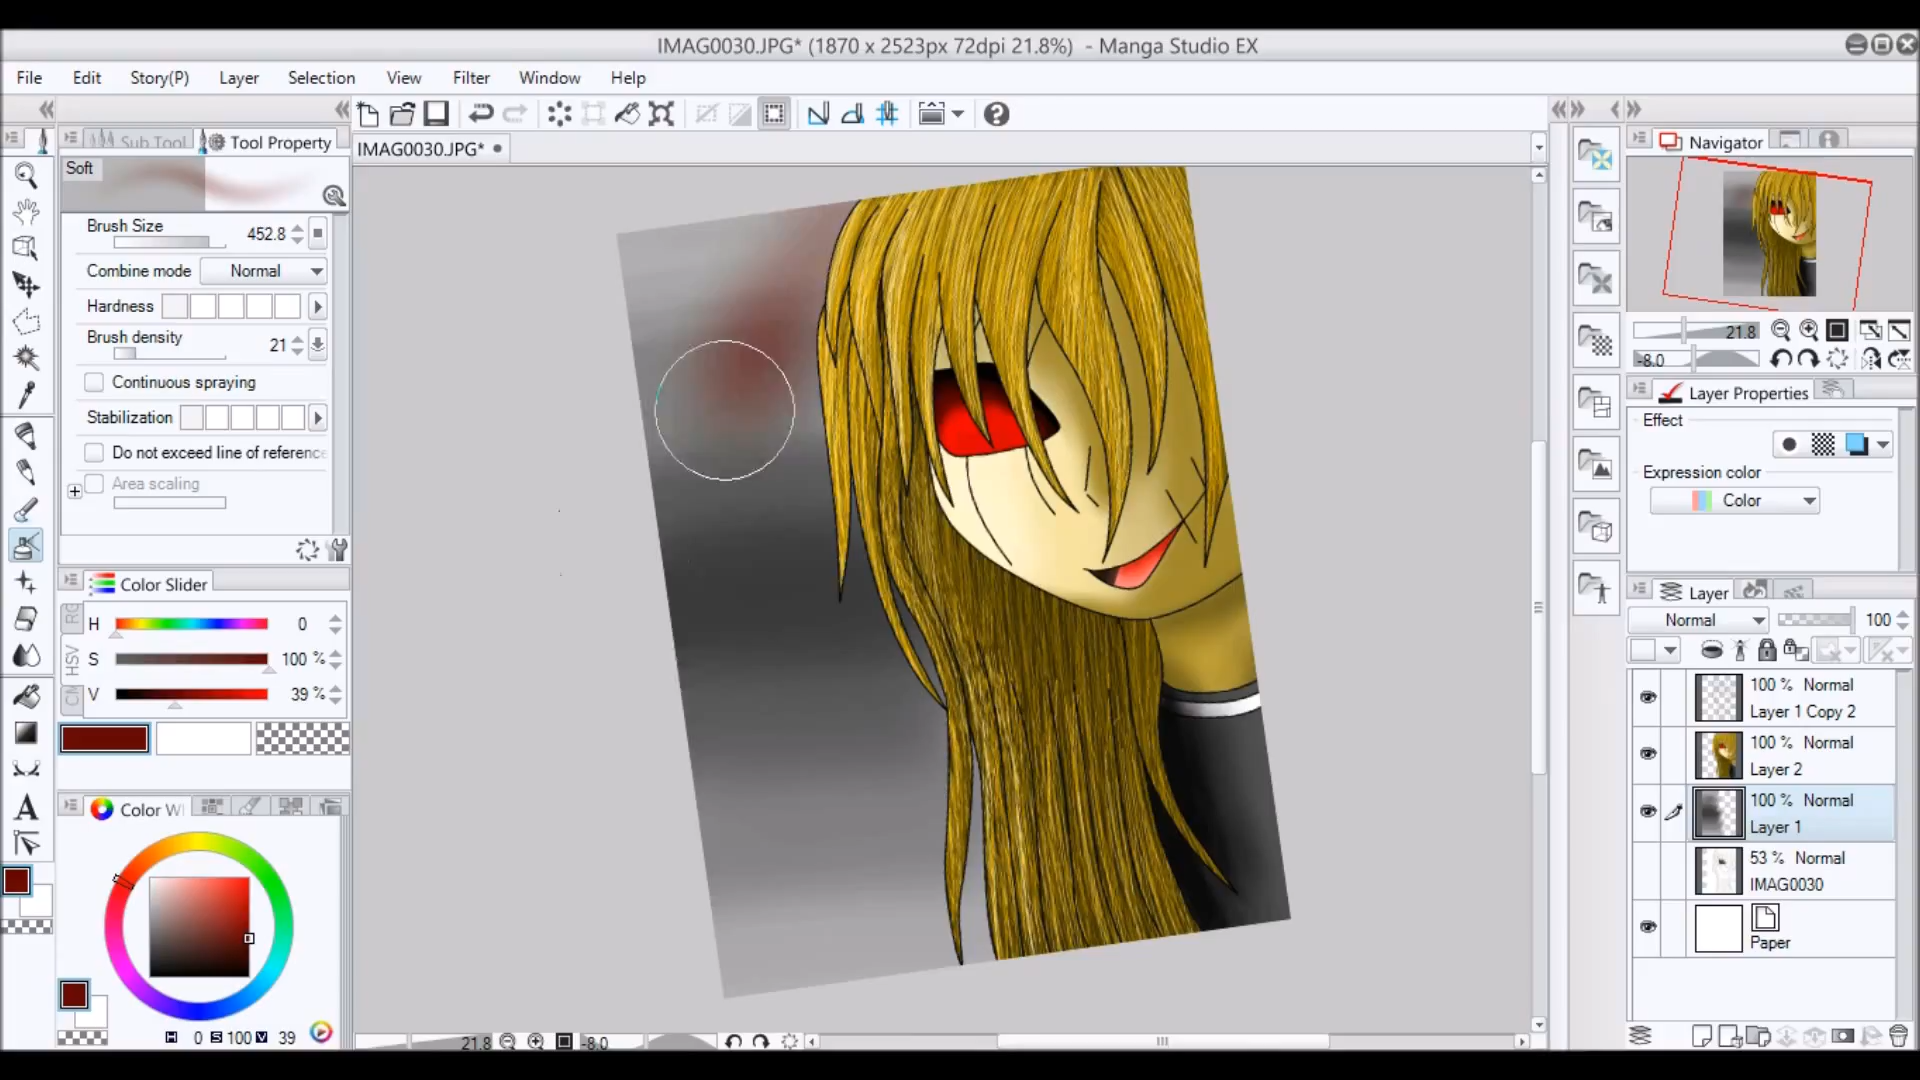 IMAG0030.JPG* (1870 x 2523px 72dpi 21.8%) - Manga Studio EX
File Edit Story(P) Layer Selection View Filter Window Help
Sub Tool Tool Property
IMAG0030.JPG*
Soft
Brush Size 452.8
Combine mode Normal
Hardness
Brush density 21
Continuous spraying
Stabilization
Do not exceed line of reference
Area scaling
Color Slider
HSV
H 0
S 100 %
V 39 %
A
H 0 S 100 V 39
21.8 -8.0
Navigator
21.8
-8.0
Layer Properties
Effect
Expression color
Color
Layer
Normal 100
100 % Normal
Layer 1 Copy 2
100 % Normal
Layer 2
100 % Normal
Layer 1
53 % Normal
IMAG0030
Paper